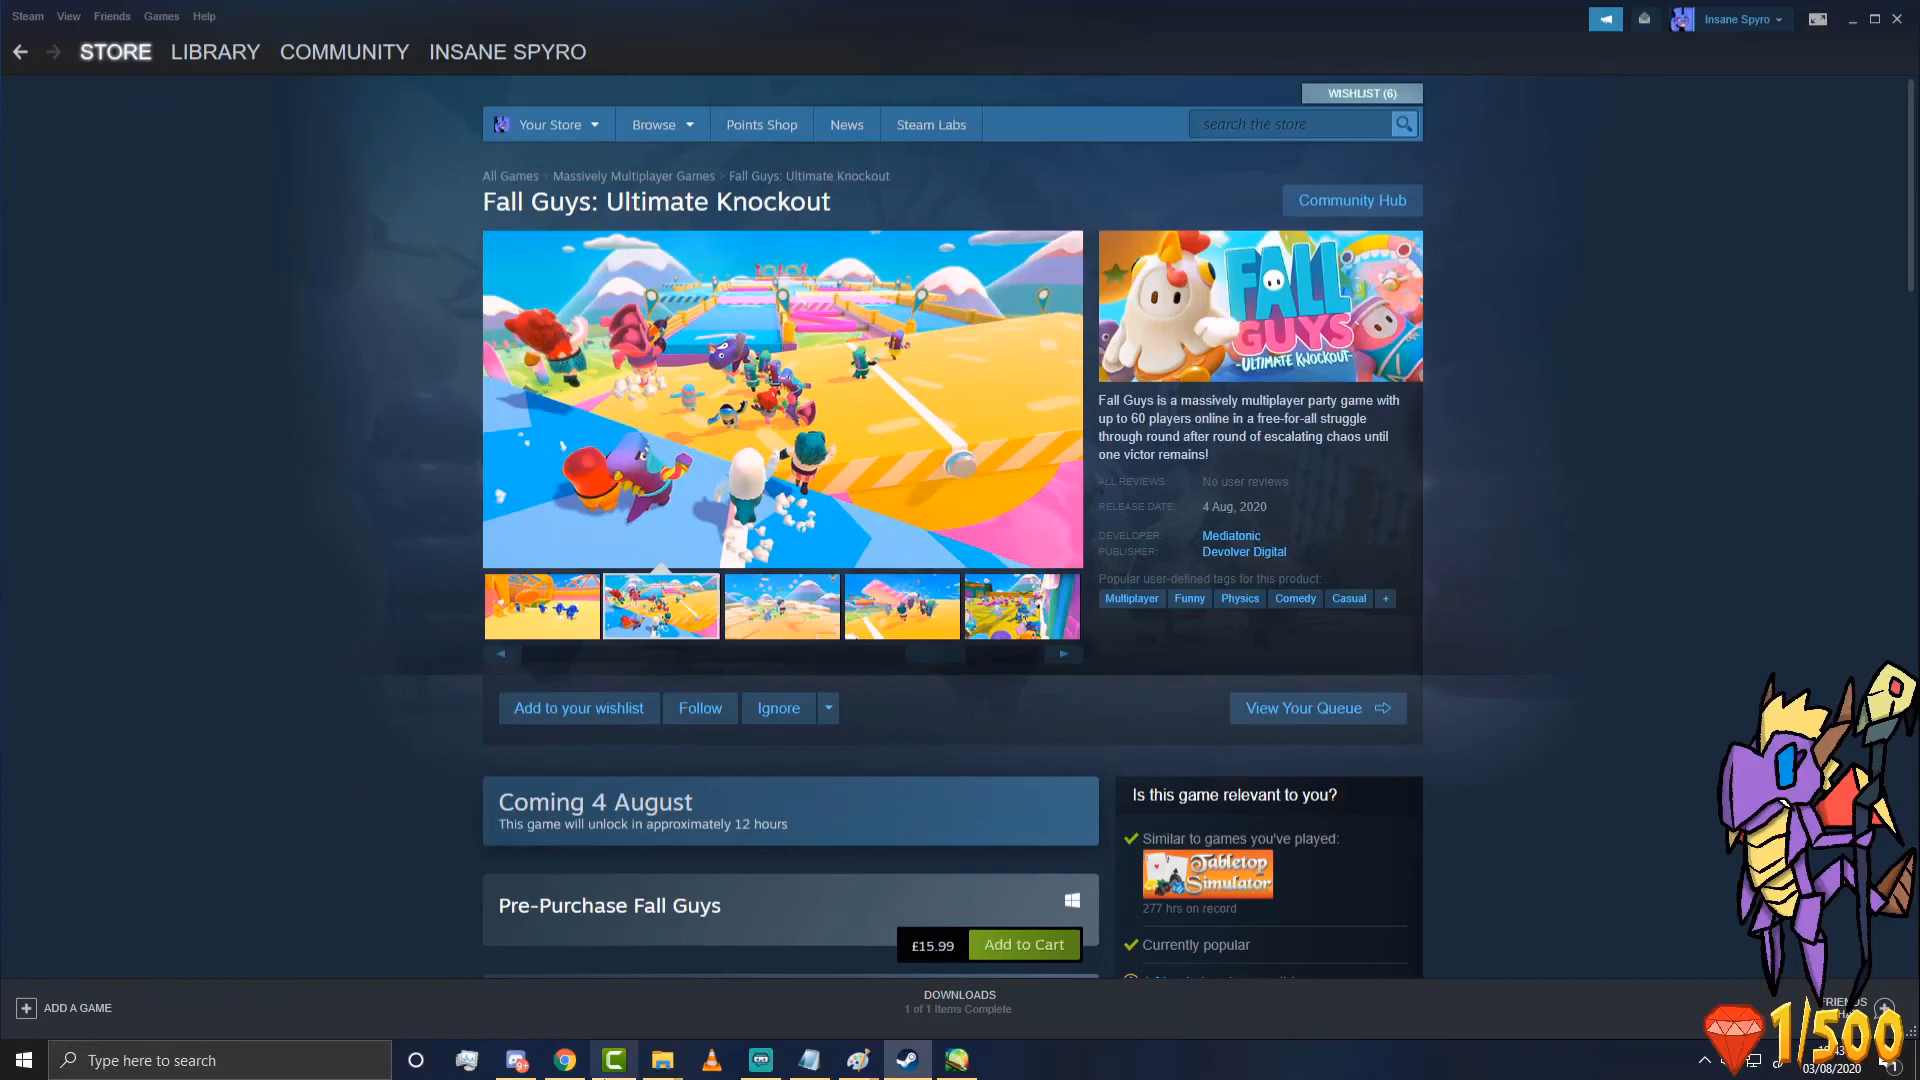 Steam View Friends Games Help
Insane Spyro
STORE LIBRARY COMMUNITY INSANE SPYRO
WISHLIST (6)
Your Store Browse Points Shop News Steam Labs
search the store
All Games > Massively Multiplayer Games > Fall Guys: Ultimate Knockout
Fall Guys: Ultimate Knockout
Community Hub
FALL
GUYS
-ULTIMATE KNOCKOUT-
Fall Guys is a massively multiplayer party game with
up to 60 players online in a free-for-all struggle
through round after round of escalating chaos until
one victor remains!
ALL REVIEWS: No user reviews
RELEASE DATE: 4 Aug, 2020
DEVELOPER: Mediatonic
PUBLISHER: Devolver Digital
Popular user-defined tags for this product:
Multiplayer Funny Physics Comedy Casual +
Add to your wishlist Follow Ignore
View Your Queue
Coming 4 August
This game will unlock in approximately 12 hours
Is this game relevant to you?
Similar to games you've played:
Tabletop
Simulator
277 hrs on record
Currently popular
Pre-Purchase Fall Guys
£15.99 Add to Cart
ADD A GAME
DOWNLOADS
1 of 1 Items Complete
FRIENDS
1/500
Type here to search
9+
03/08/2020
1